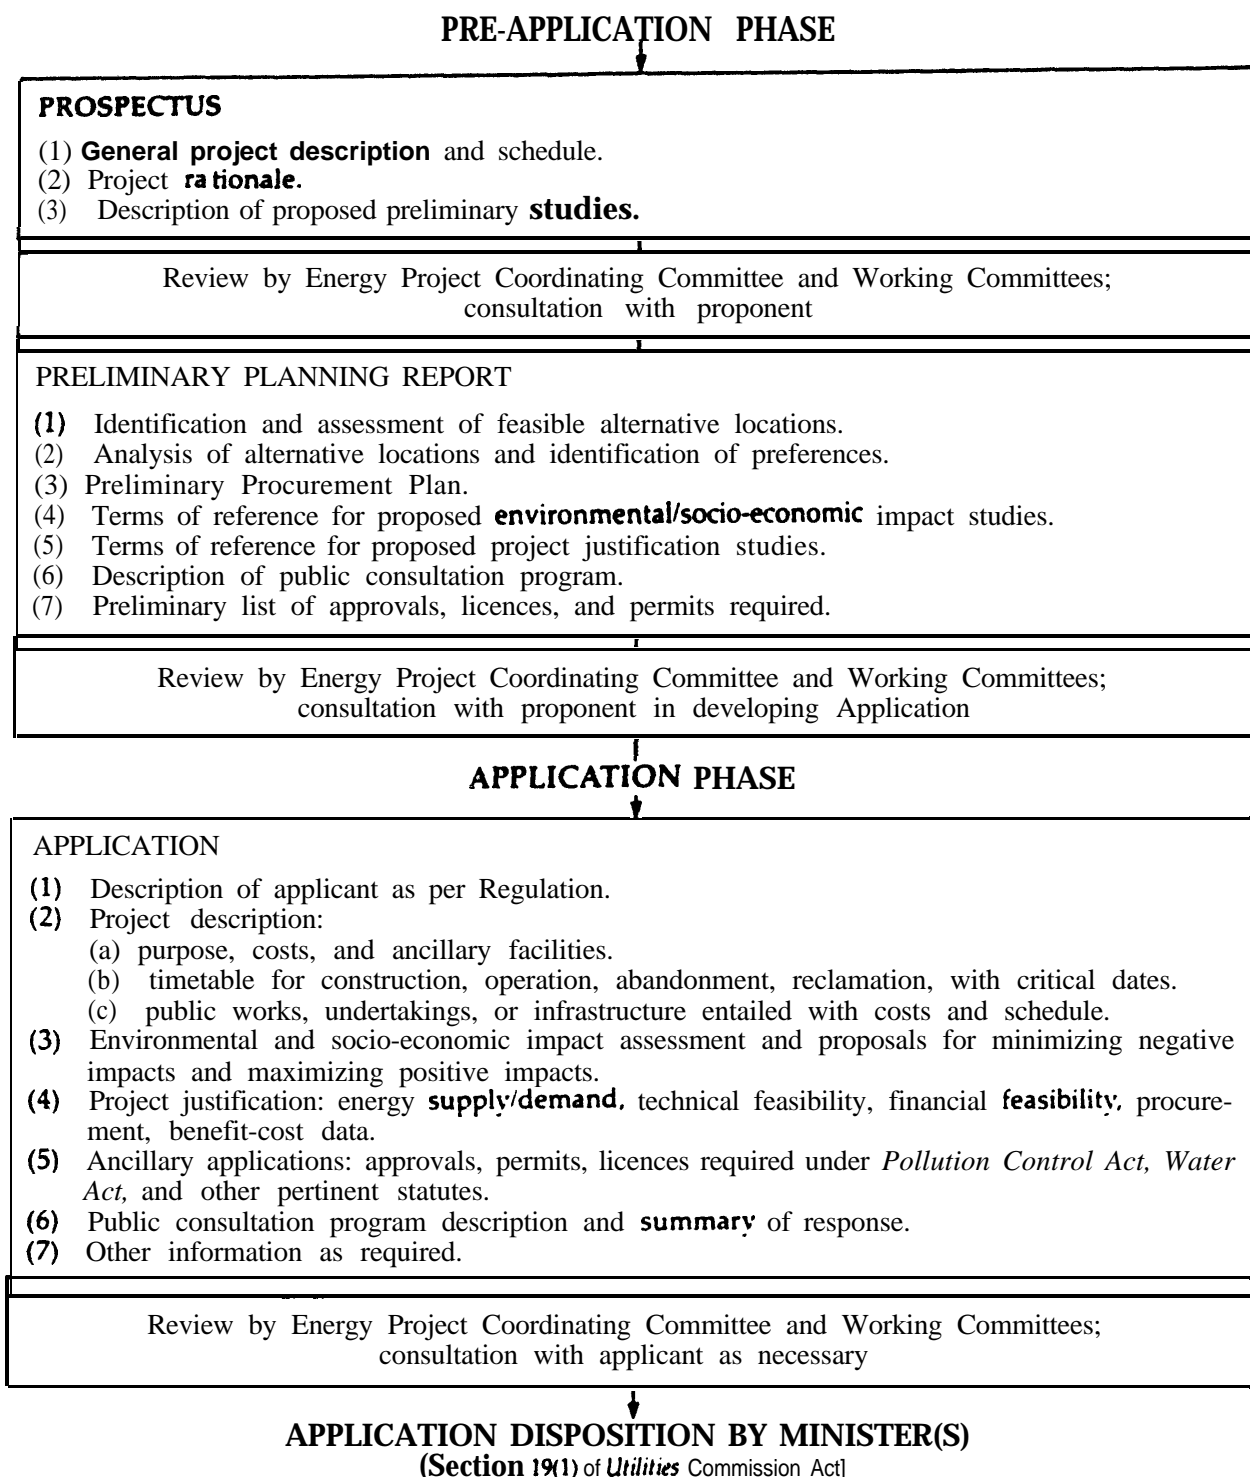 PRE-APPLICATION PHASE
PROSPECTUS
(1) General project description and schedule.
(2) Project rationale.
(3) Description of proposed preliminary studies.
Review by Energy Project Coordinating Committee and Working Committees;
consultation with proponent
PRELIMINARY PLANNING REPORT
(1) Identification and assessment of feasible alternative locations.
(2) Analysis of alternative locations and identification of preferences.
(3) Preliminary Procurement Plan.
(4) Terms of reference for proposed environmental/socio-economic impact studies.
(5) Terms of reference for proposed project justification studies.
(6) Description of public consultation program.
(7) Preliminary list of approvals, licences, and permits required.
Review by Energy Project Coordinating Committee and Working Committees;
consultation with proponent in developing Application
APPLICATION PHASE
APPLICATION
(1) Description of applicant as per Regulation.
(2) Project description:
(a) purpose, costs, and ancillary facilities.
(b) timetable for construction, operation, abandonment, reclamation, with critical dates.
(c) public works, undertakings, or infrastructure entailed with costs and schedule.
(3) Environmental and socio-economic impact assessment and proposals for minimizing negative
impacts and maximizing positive impacts.
(4) Project justification: energy supply/demand, technical feasibility, financial feasibility, procure-
ment, benefit-cost data.
(5) Ancillary applications: approvals, permits, licences required under Pollution Control Act, Water
Act, and other pertinent statutes.
(6) Public consultation program description and summary of response.
(7) Other information as required.
Review by Energy Project Coordinating Committee and Working Committees;
consultation with applicant as necessary
APPLICATION DISPOSITION BY MINISTER(S)
(Section 19(1) of Utilities Commission Act]